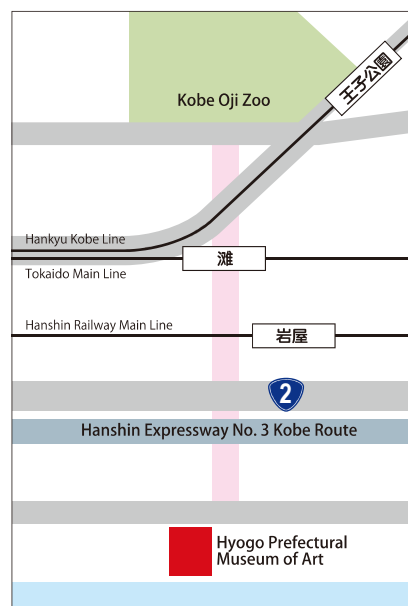 王子公園
Kobe Oji Zoo
Hankyu Kobe Line
灘
Tokaido Main Line
Hanshin Railway Main Line
岩屋
2
Hanshin Expressway No. 3 Kobe Route
Hyogo Prefectural
Museum of Art